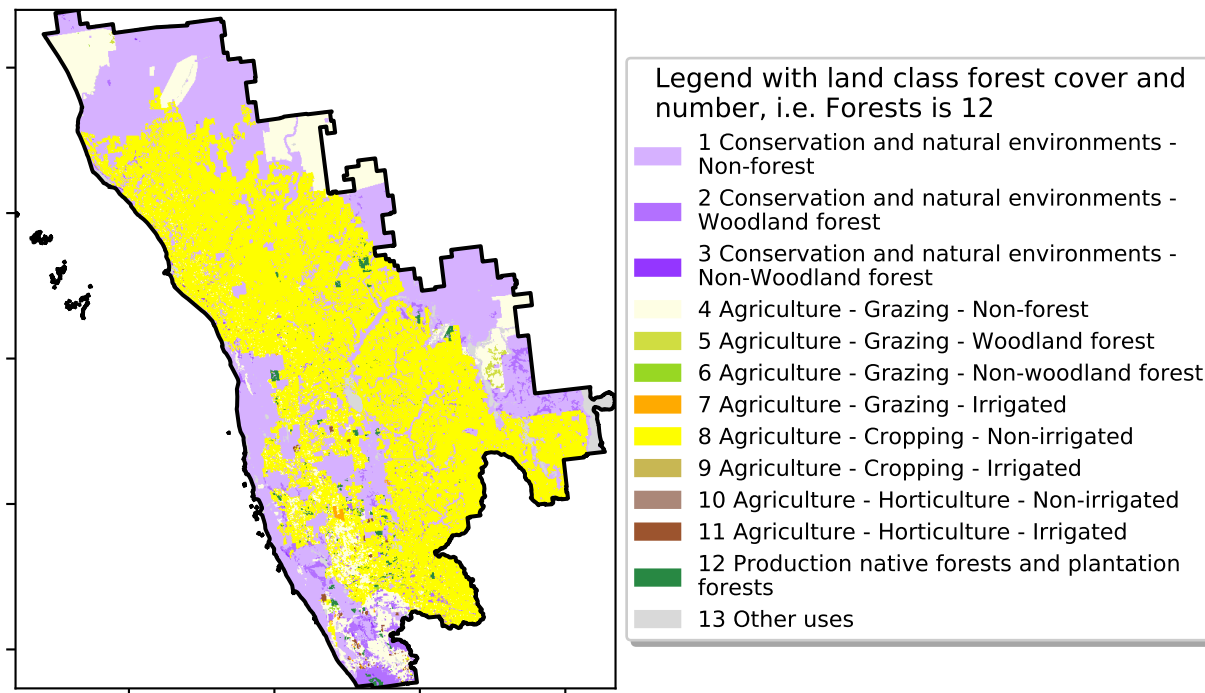 Legend with land class forest cover and
number, i.e. Forests is 12
1 Conservation and natural environments -
Non-forest
2 Conservation and natural environments -
Woodland forest
3 Conservation and natural environments -
Non-Woodland forest
4 Agriculture - Grazing - Non-forest
5 Agriculture - Grazing - Woodland forest
6 Agriculture - Grazing - Non-woodland forest
7 Agriculture - Grazing - Irrigated
8 Agriculture - Cropping - Non-irrigated
9 Agriculture - Cropping - Irrigated
10 Agriculture - Horticulture - Non-irrigated
11 Agriculture - Horticulture - Irrigated
12 Production native forests and plantation
forests
13 Other uses